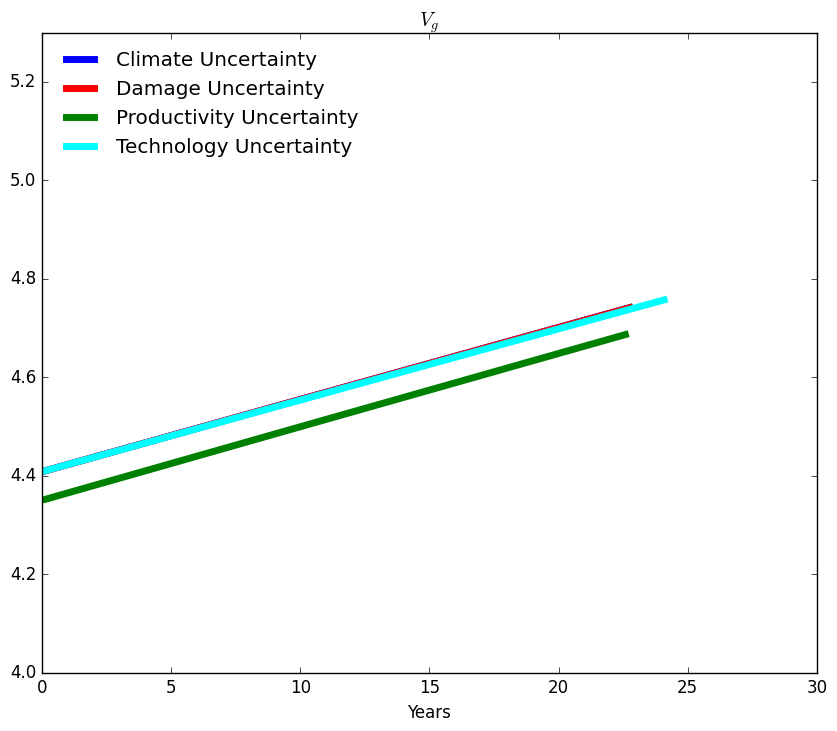 V_g
5.2
5.0
4.8
4.6
4.4
4.2
4.0
Climate Uncertainty
Damage Uncertainty
Productivity Uncertainty
Technology Uncertainty
0 5 10 15 20 25 30
Years